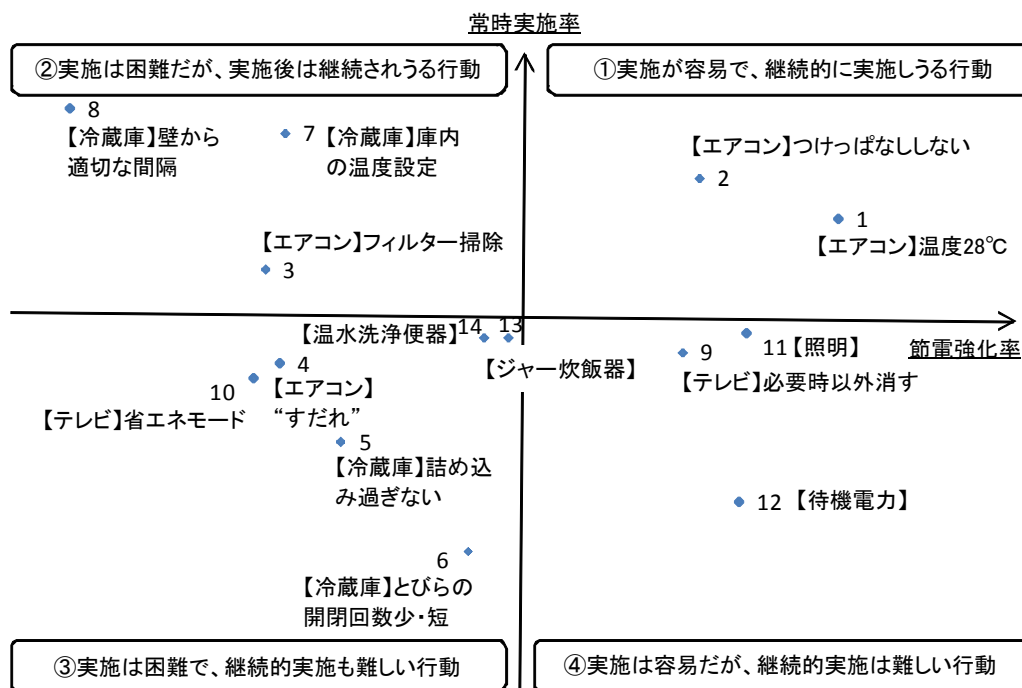 常時実施率
②実施は困難だが、実施後は継続されうる行動
①実施が容易で、継続的に実施しうる行動
8
【冷蔵庫】壁から
適切な間隔
7 【冷蔵庫】庫内
の温度設定
【エアコン】つけっぱなししない
2
1
【エアコン】温度28℃
【エアコン】フィルター掃除
3
【温水洗浄便器】
14
13
【ジャー炊飯器】
節電強化率
11【照明】
9
【テレビ】必要時以外消す
4
【エアコン】
“すだれ”
10
【テレビ】省エネモード
5
【冷蔵庫】詰め込
み過ぎない
12 【待機電力】
6
【冷蔵庫】とびらの
開閉回数少・短
③実施は困難で、継続的実施も難しい行動
④実施は容易だが、継続的実施は難しい行動